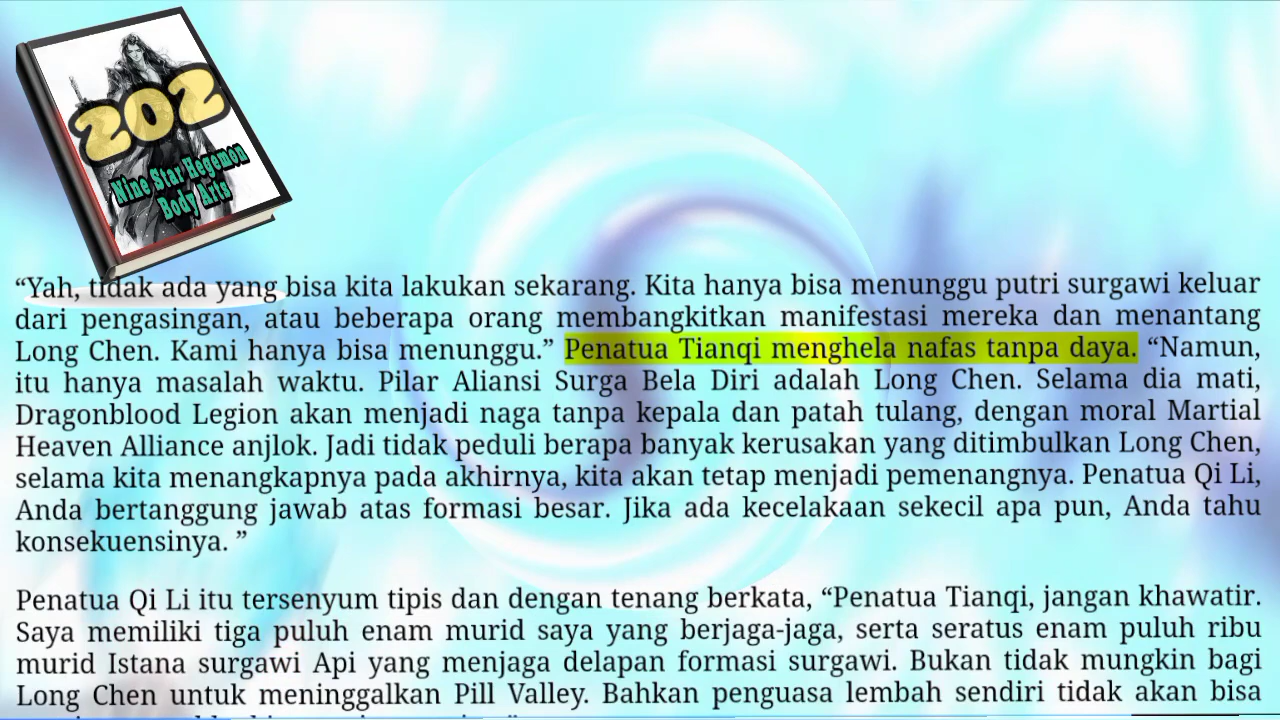 202
Nine Star Hegemon
Body Arts
“Yah, tidak ada yang bisa kita lakukan sekarang. Kita hanya bisa menunggu putri surgawi keluar
dari pengasingan, atau beberapa orang membangkitkan manifestasi mereka dan menantang
Long Chen. Kami hanya bisa menunggu.” Penatua Tianqi menghela nafas tanpa daya. “Namun,
itu hanya masalah waktu. Pilar Aliansi Surga Bela Diri adalah Long Chen. Selama dia mati,
Dragonblood Legion akan menjadi naga tanpa kepala dan patah tulang, dengan moral Martial
Heaven Alliance anjlok. Jadi tidak peduli berapa banyak kerusakan yang ditimbulkan Long Chen,
selama kita menangkapnya pada akhirnya, kita akan tetap menjadi pemenangnya. Penatua Qi Li,
Anda bertanggung jawab atas formasi besar. Jika ada kecelakaan sekecil apa pun, Anda tahu
konsekuensinya. ”
Penatua Qi Li itu tersenyum tipis dan dengan tenang berkata, “Penatua Tianqi, jangan khawatir.
Saya memiliki tiga puluh enam murid saya yang berjaga-jaga, serta seratus enam puluh ribu
murid Istana surgawi Api yang menjaga delapan formasi surgawi. Bukan tidak mungkin bagi
Long Chen untuk meninggalkan Pill Valley. Bahkan penguasa lembah sendiri tidak akan bisa